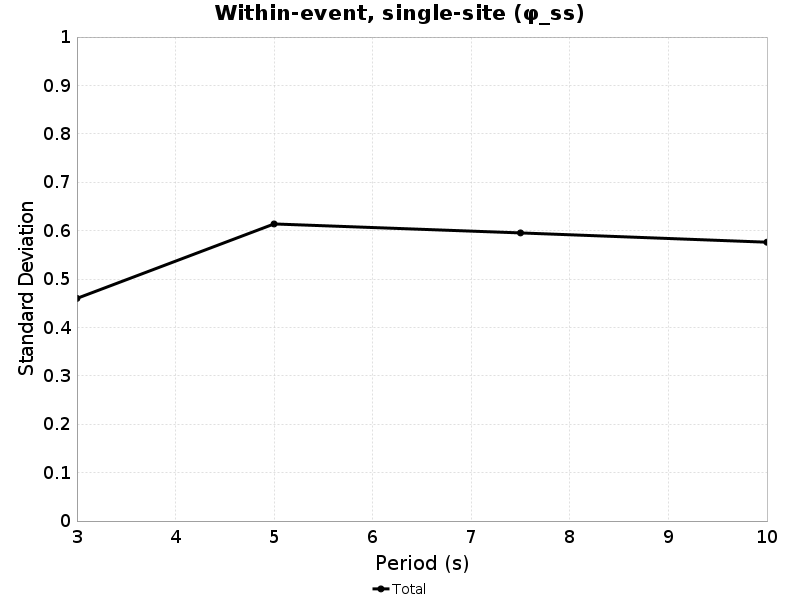 Within-event, single-site (φ_ss)
1
0.9
0.8
0.7
0.6
0.5
0.4
0.3
0.2
0.1
0
Standard Deviation
3 4 5 6 7 8 9 10
Period (s)
Total